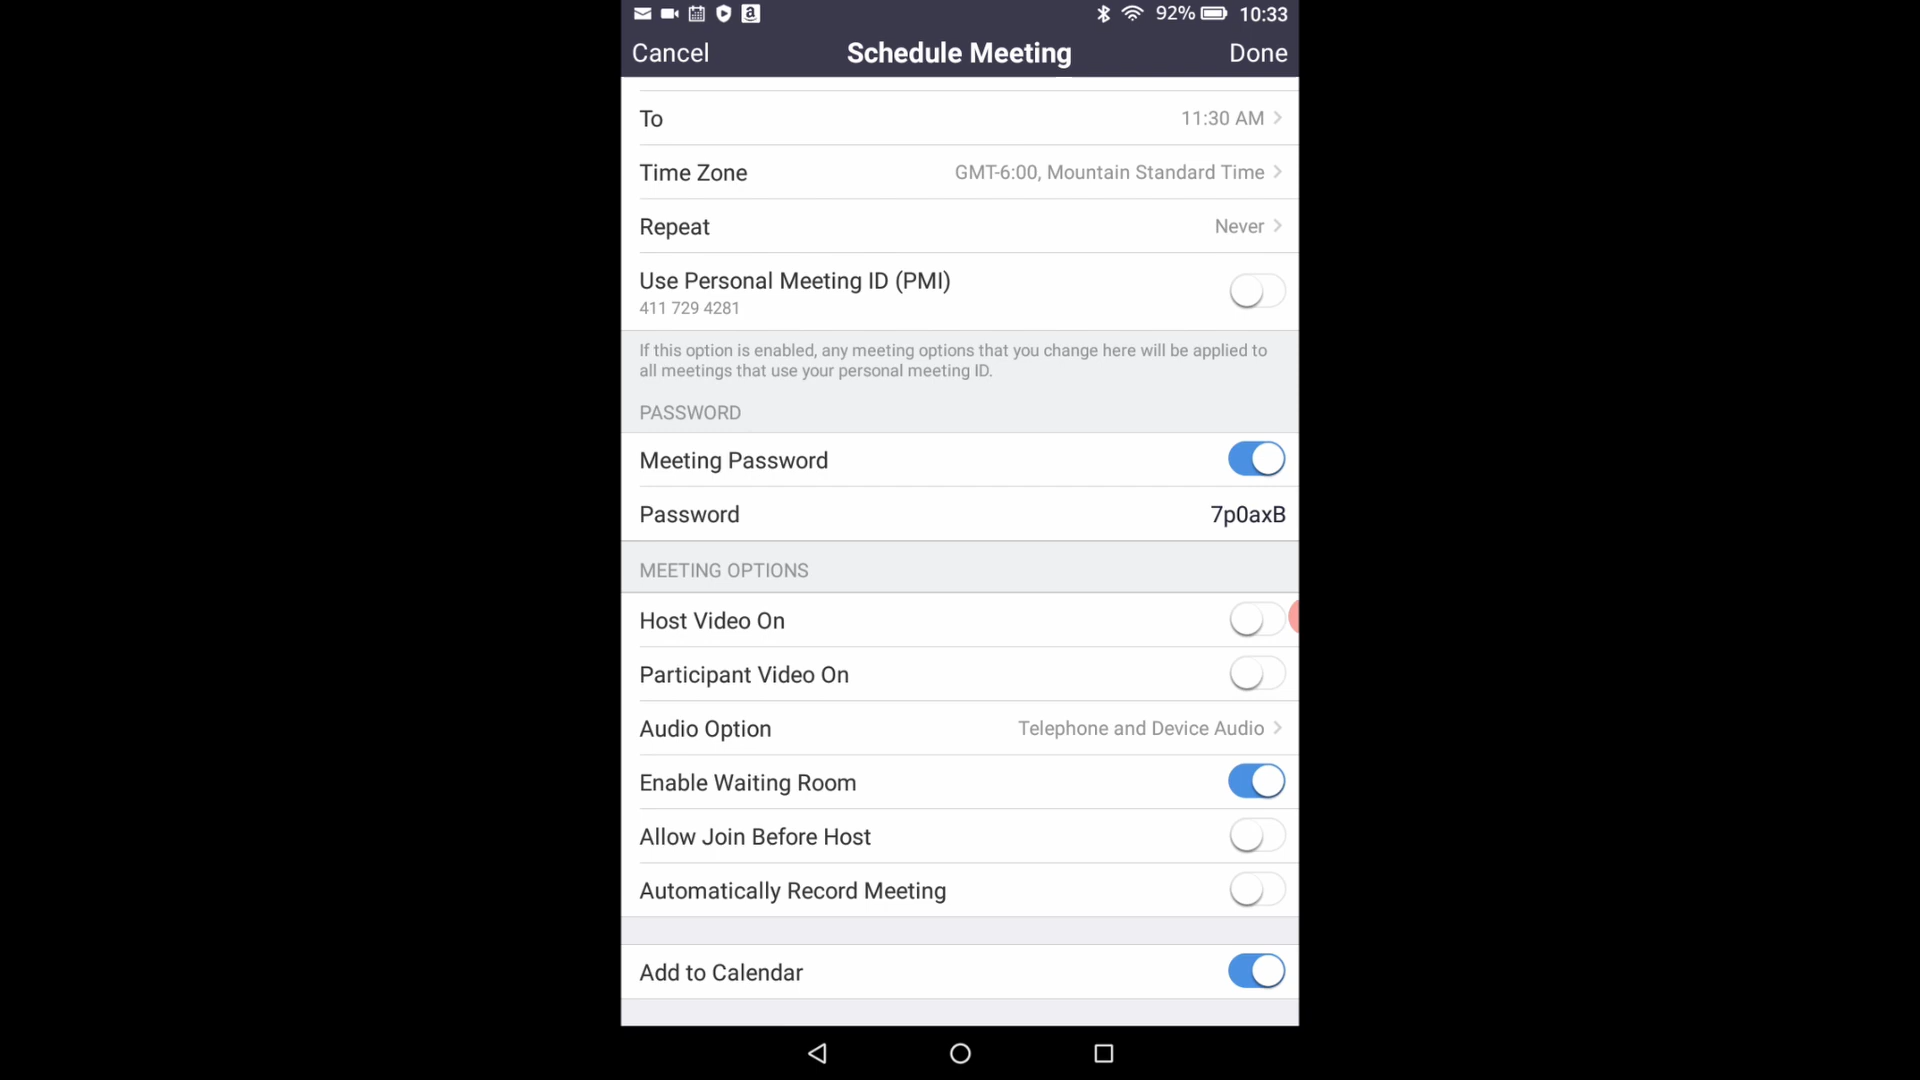 92% 10:33
Cancel Schedule Meeting Done
To 11:30 AM
Time Zone GMT-6:00, Mountain Standard Time
Repeat Never
Use Personal Meeting ID (PMI)
411 729 4281
If this option is enabled, any meeting options that you change here will be applied to
all meetings that use your personal meeting ID.
PASSWORD
Meeting Password
Password 7p0axB
MEETING OPTIONS
Host Video On
Participant Video On
Audio Option Telephone and Device Audio
Enable Waiting Room
Allow Join Before Host
Automatically Record Meeting
Add to Calendar